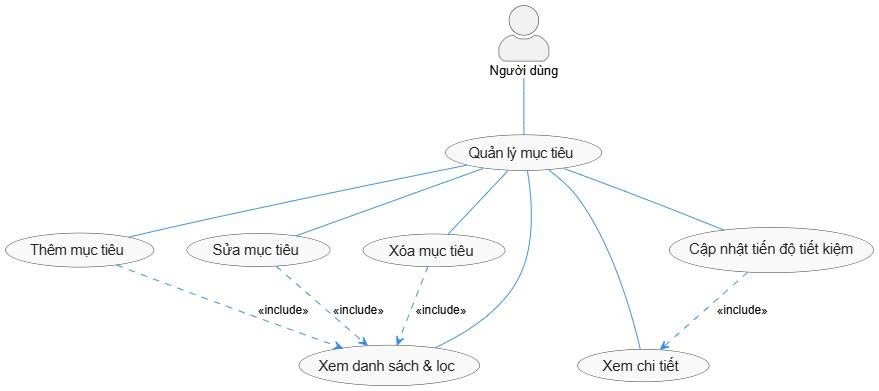 Người dùng
Quản lý mục tiêu
Thêm mục tiêu
Sửa mục tiêu
Xóa mục tiêu
Cập nhật tiến độ tiết kiệm
«include»
«include»
«include»
«include»
Xem danh sách & lọc
Xem chi tiết